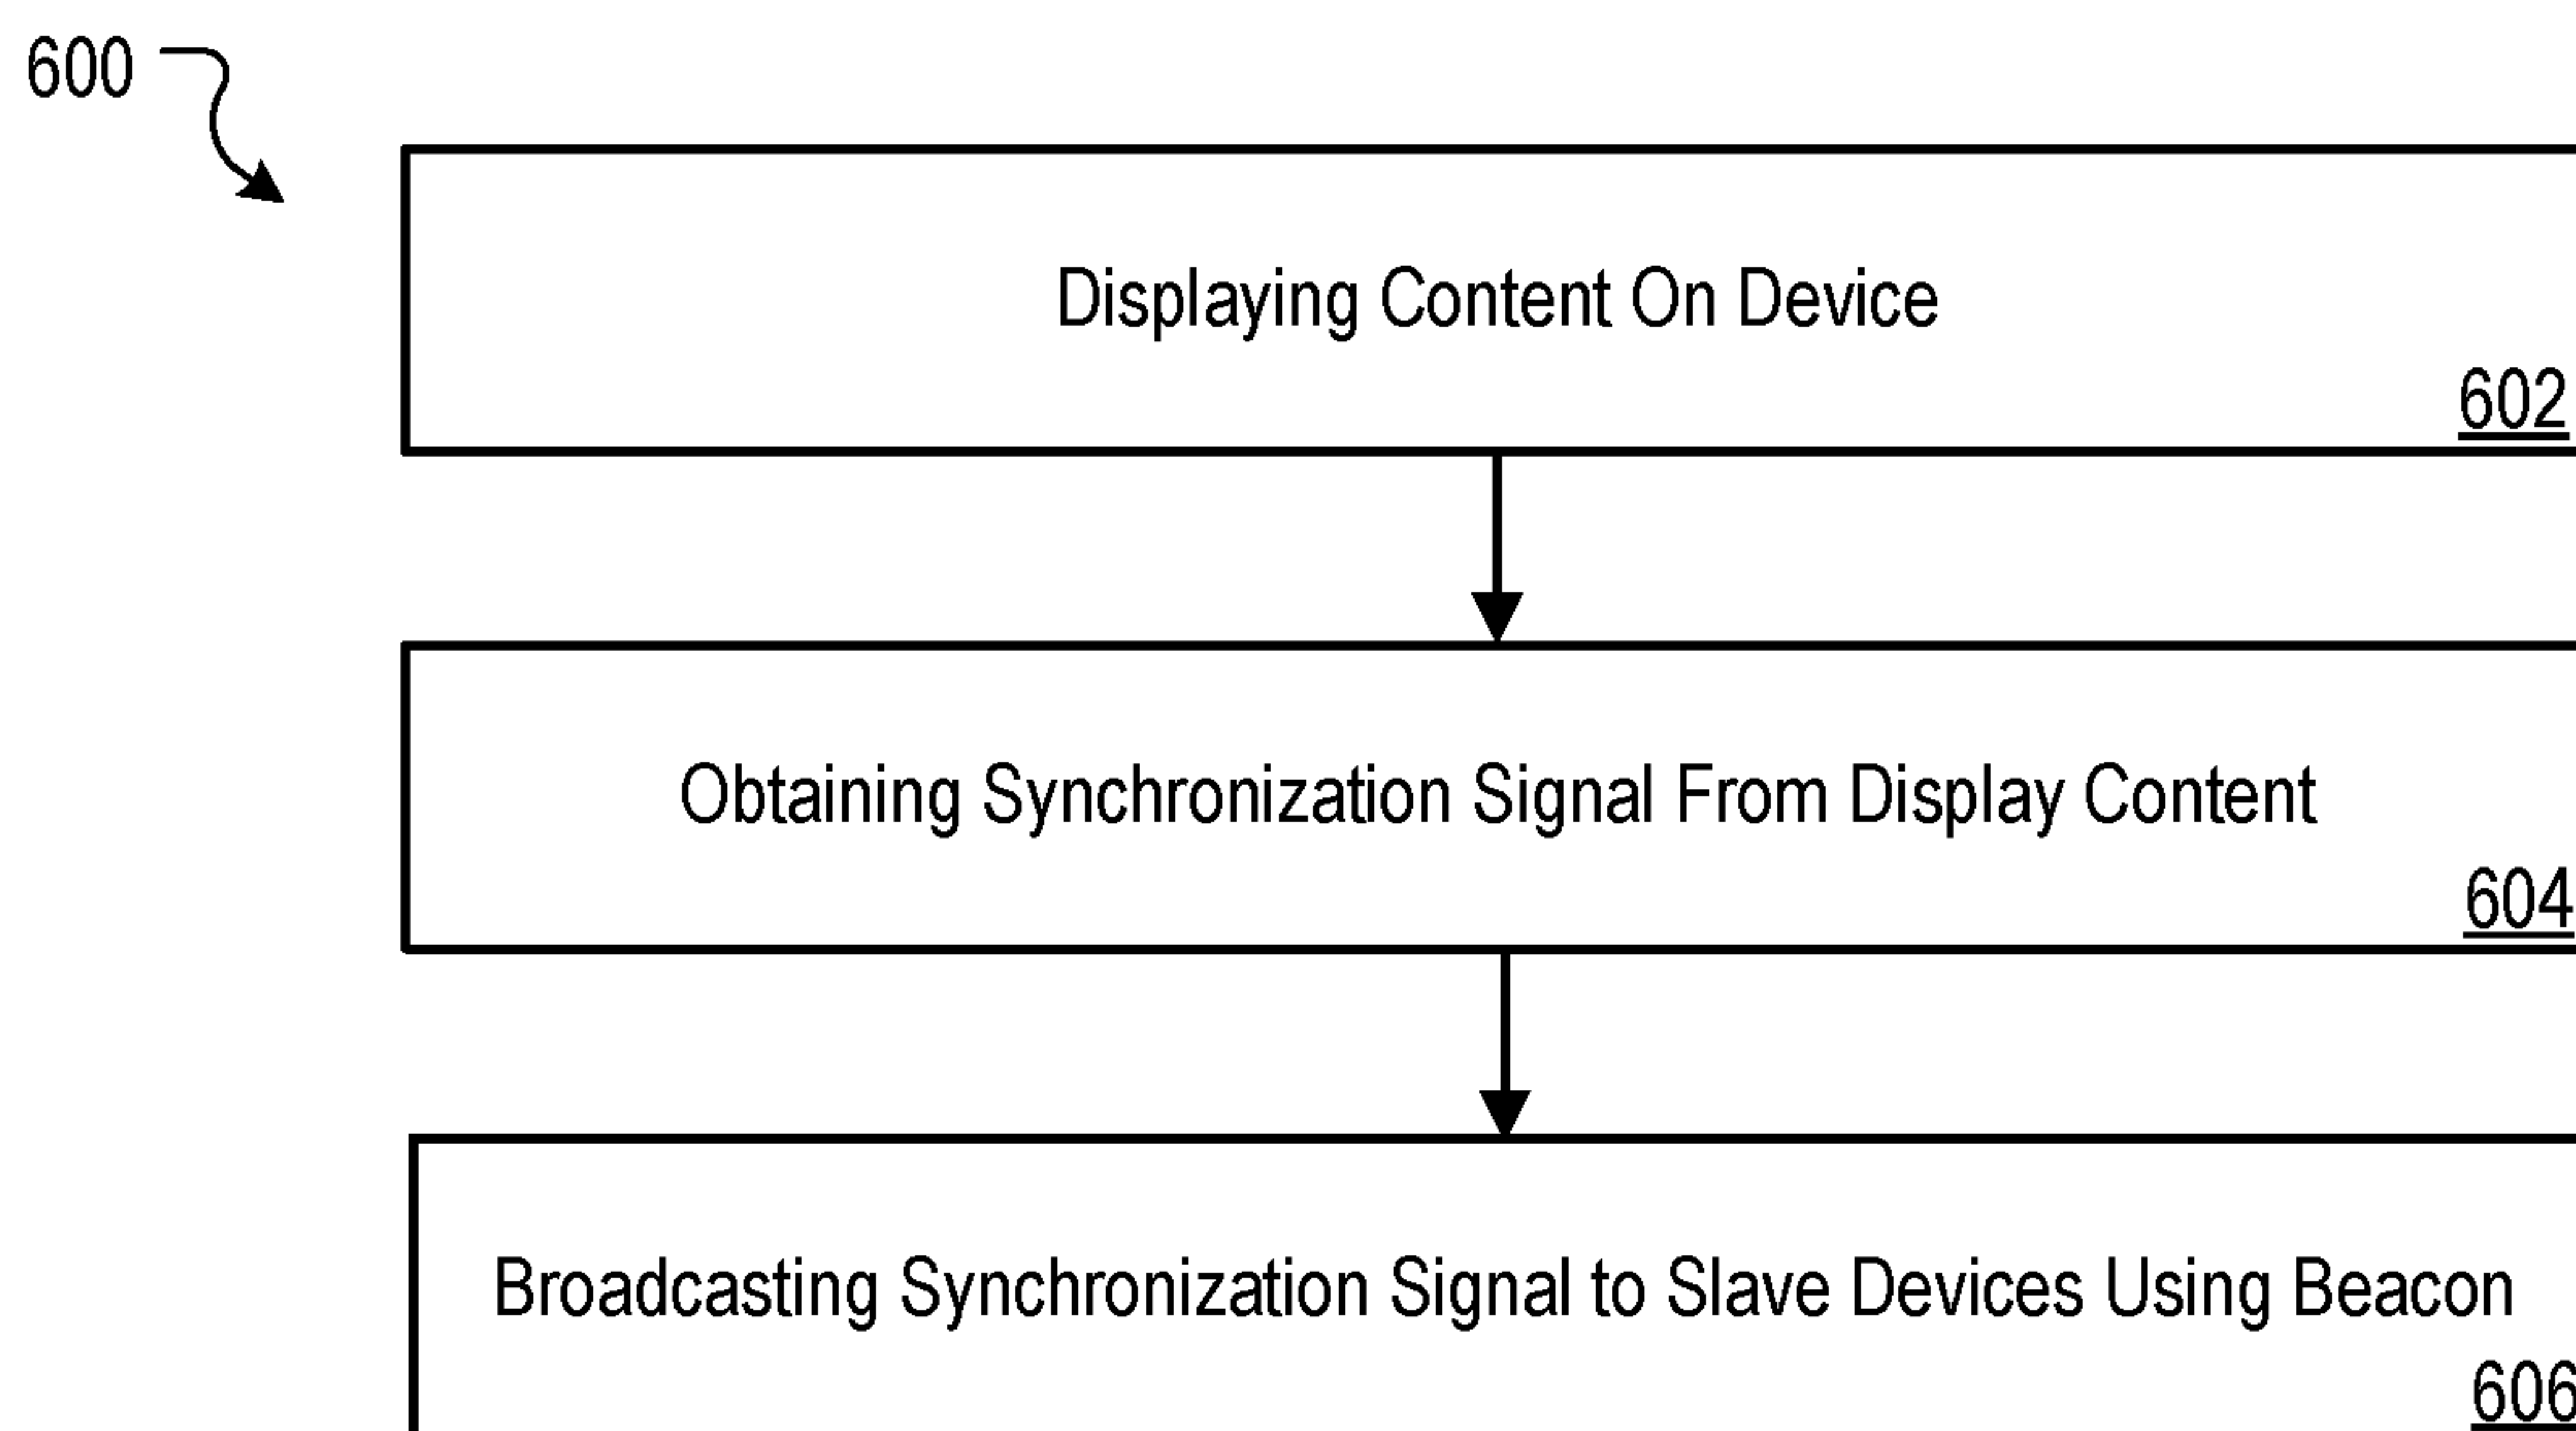 600
Displaying Content On Device
602
Obtaining Synchronization Signal From Display Content
604
Broadcasting Synchronization Signal to Slave Devices Using Beacon
606